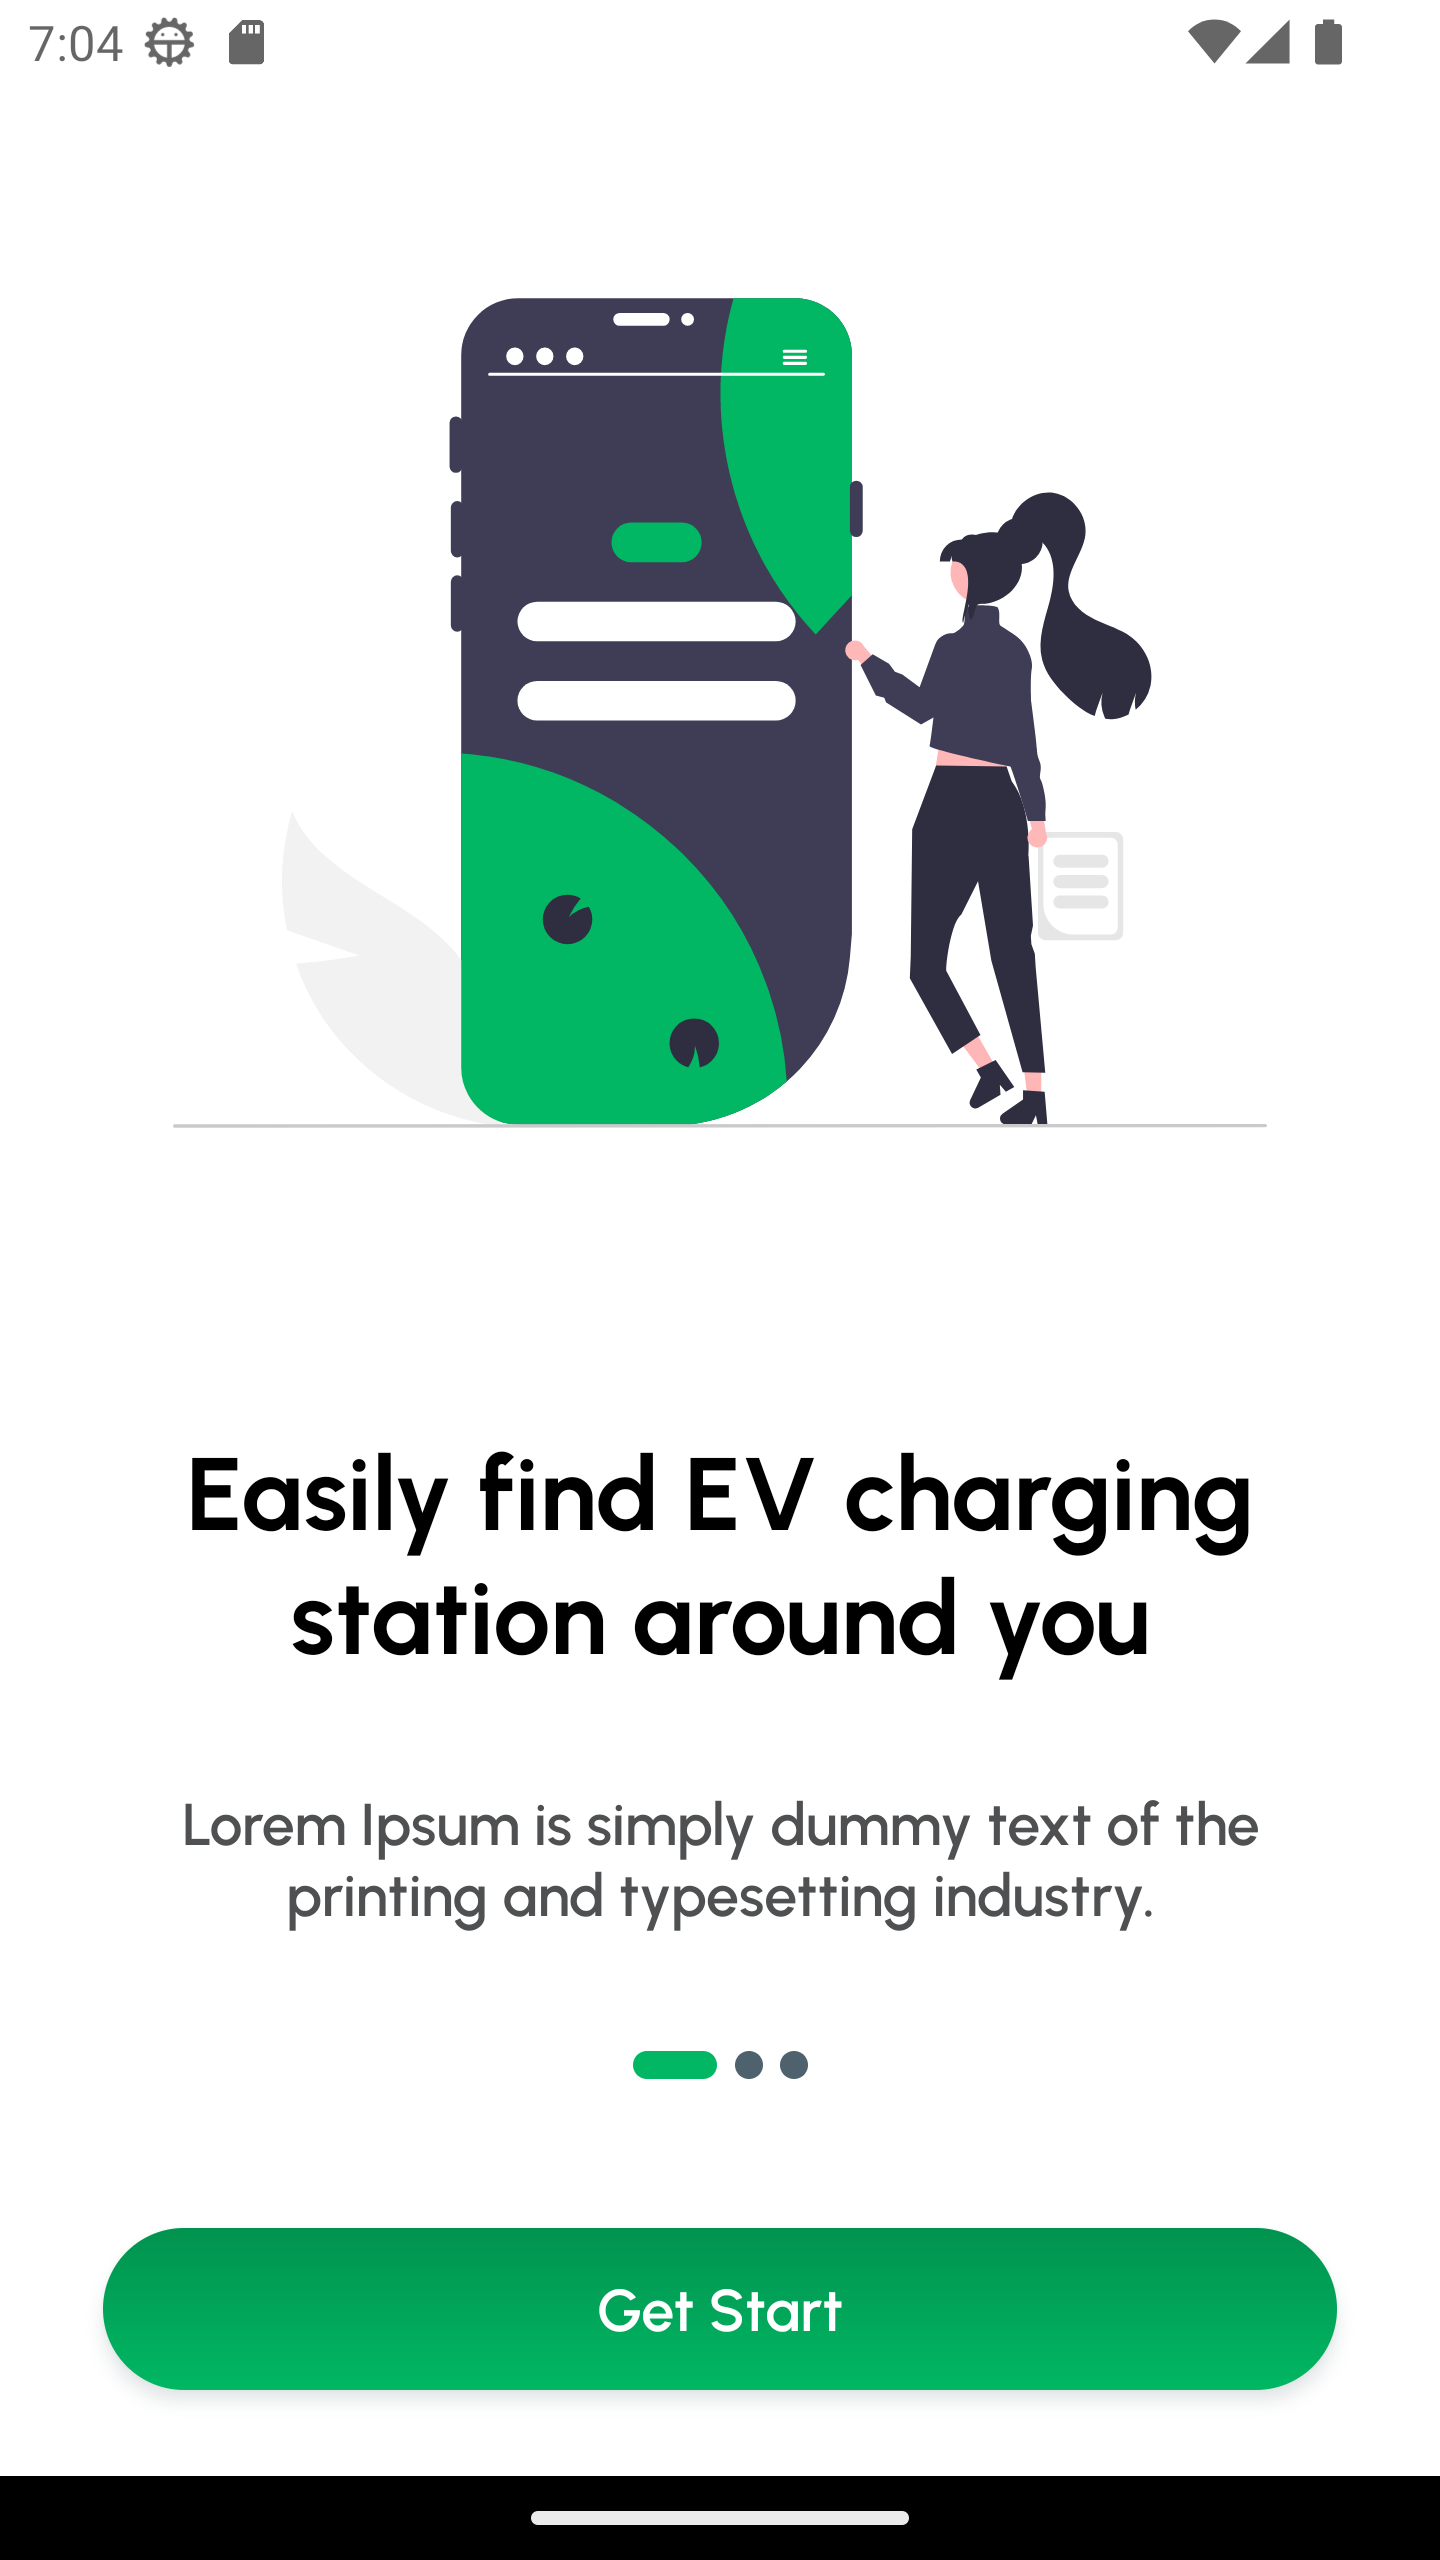 7:04
Easily find EV charging
station around you
Lorem Ipsum is simply dummy text of the
printing and typesetting industry.
Get Start